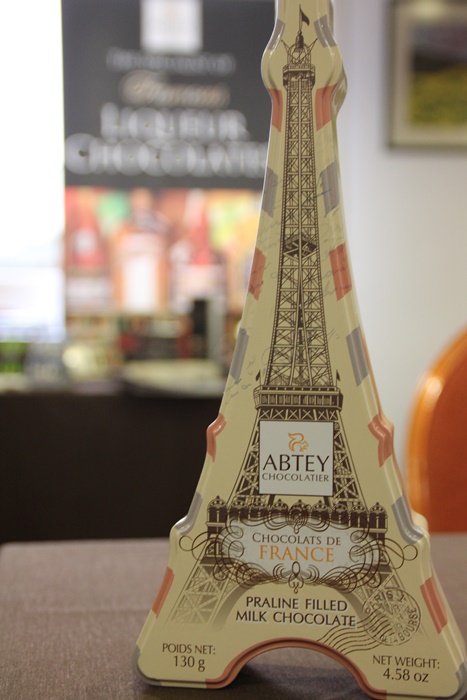 LIQUEUR
CHOCOLATES
ABTEY
CHOCOLATIER
CHOCOLATS DE
FRANCE
PRALINE FILLED
MILK CHOCOLATE
POIDS NET:
130 g
NET WEIGHT:
4.58 oz